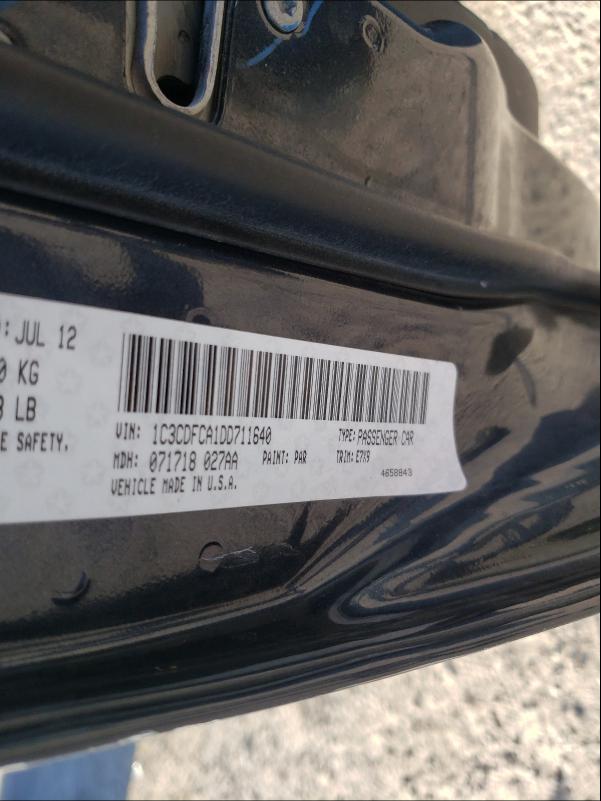 : JUL 12
0 KG
LB
E SAFETY.
VIN: 1C3CDFCA1DD711640 TYPE: PASSENGER CAR
MDH: 071718 027AA PAINT: PAR TRIM: E7X9
VEHICLE MADE IN U.S.A. 4658843